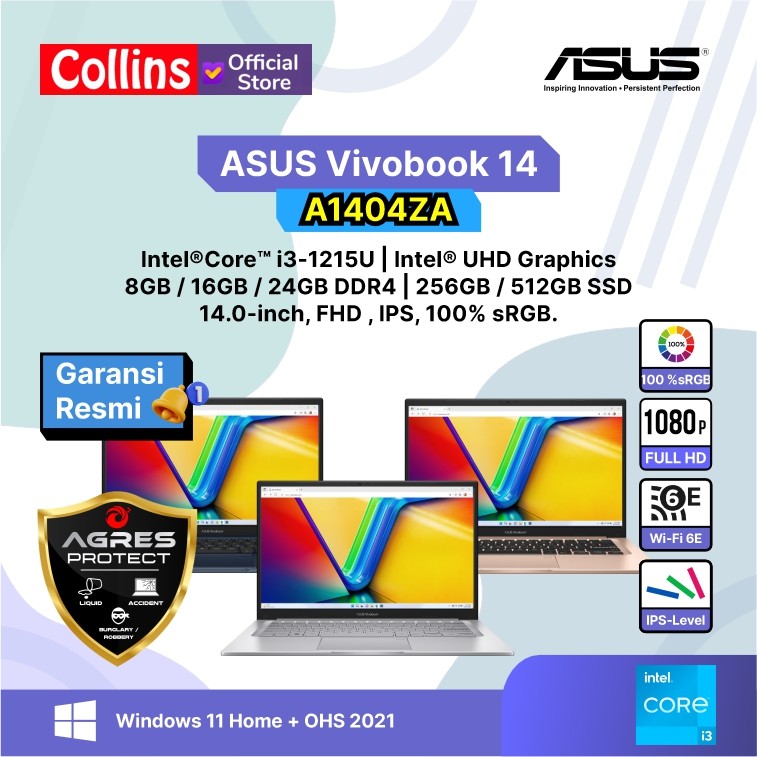 Collins
Official
Store
ASUS®
Inspiring Innovation • Persistent Perfection
ASUS Vivobook 14
A1404ZA
Intel®Core™ i3-1215U | Intel® UHD Graphics
8GB / 16GB / 24GB DDR4 | 256GB / 512GB SSD
14.0-inch, FHD , IPS, 100% sRGB.
Garansi
Resmi
1
100%
100 %sRGB
1080P
FULL HD
6E
Wi-Fi 6E
IPS-Level
AGRES
PROTECT
LIQUID
ACCIDENT
BURGLARY /
ROBBERY
Windows 11 Home + OHS 2021
intel
CORE
i3